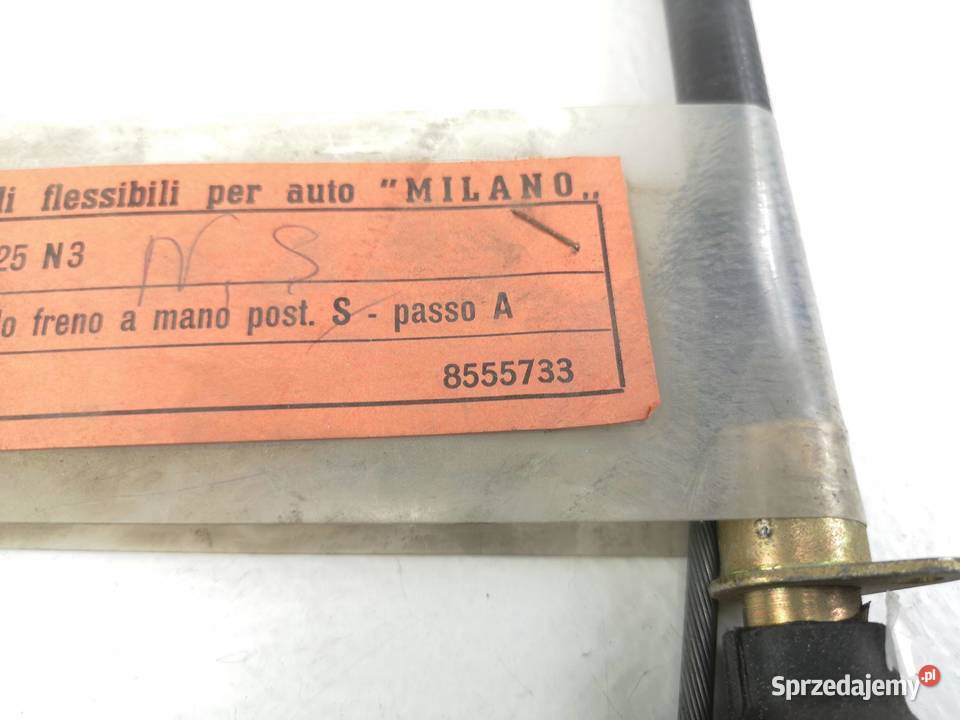 li flessibili per auto "MILANO„
25 N3 N. S
lo freno a mano post. S - passo A
8555733
Sprzedajemy.pl